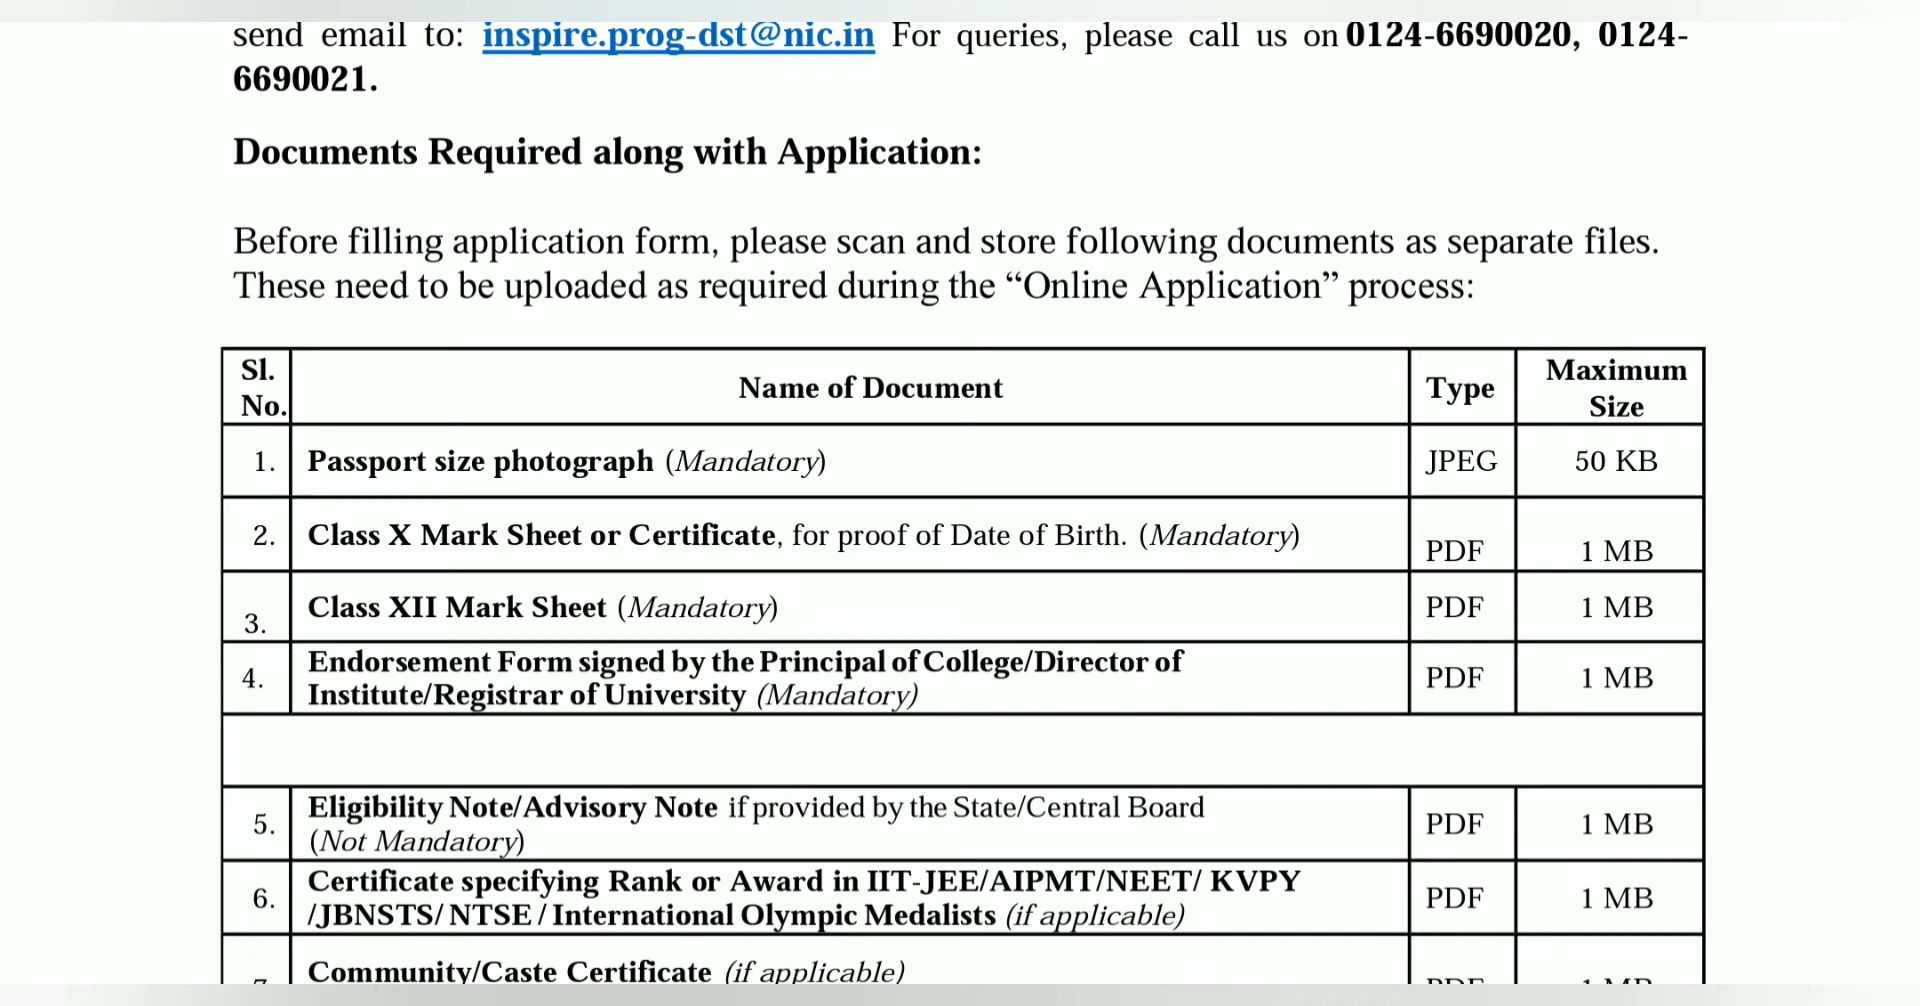 send email to: inspire.prog-dst@nic.in For queries, please call us on 0124-6690020, 0124-
6690021.
Documents Required along with Application:
Before filling application form, please scan and store following documents as separate files.
These need to be uploaded as required during the “Online Application” process:
Sl. No. Name of Document Type Maximum Size
1. Passport size photograph (Mandatory) JPEG 50 KB
2. Class X Mark Sheet or Certificate, for proof of Date of Birth. (Mandatory) PDF 1 MB
3. Class XII Mark Sheet (Mandatory) PDF 1 MB
4. Endorsement Form signed by the Principal of College/Director of
Institute/Registrar of University (Mandatory) PDF 1 MB
5. Eligibility Note/Advisory Note if provided by the State/Central Board
(Not Mandatory) PDF 1 MB
6. Certificate specifying Rank or Award in IIT-JEE/AIPMT/NEET/ KVPY
/JBNSTS/ NTSE / International Olympic Medalists (if applicable) PDF 1 MB
Community/Caste Certificate (if applicable)